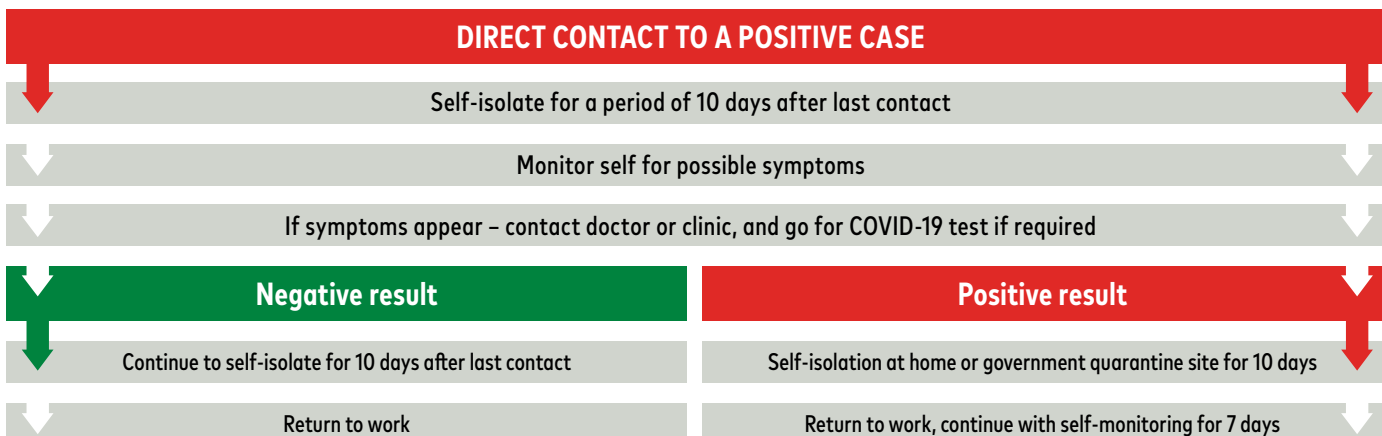 DIRECT CONTACT TO A POSITIVE CASE
Self-isolate for a period of 10 days after last contact
Monitor self for possible symptoms
If symptoms appear – contact doctor or clinic, and go for COVID-19 test if required
Negative result
Positive result
Continue to self-isolate for 10 days after last contact
Self-isolation at home or government quarantine site for 10 days
Return to work
Return to work, continue with self-monitoring for 7 days